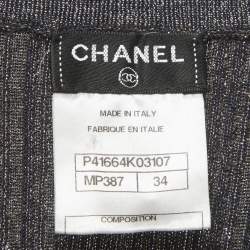 CHANEL
MADE IN ITALY
FABRIQUE EN ITALIE
P41664K03107
MP387 34
COMPOSITION